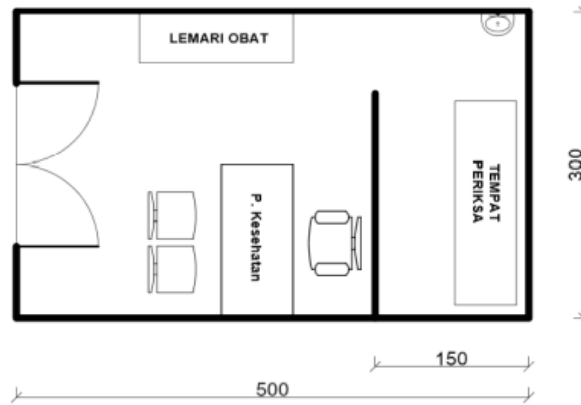 LEMARI OBAT
P. Kesehatan
TEMPAT
PERIKSA
300
150
500